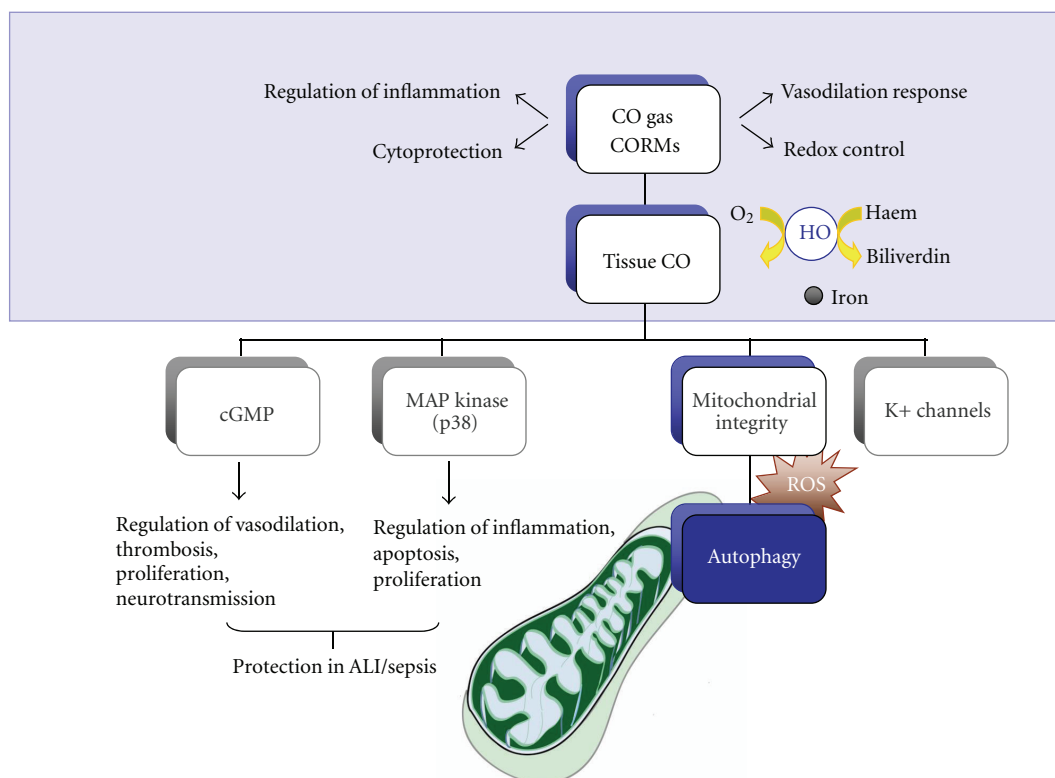 Regulation of inflammation
Cytoprotection
CO gas
CORMs
Vasodilation response
Redox control
Tissue CO
O₂
HO
Haem
Biliverdin
Iron
cGMP
MAP kinase
(p38)
Mitochondrial
integrity
K+ channels
ROS
Autophagy
Regulation of vasodilation,
thrombosis,
proliferation,
neurotransmission
Regulation of inflammation,
apoptosis,
proliferation
Protection in ALI/sepsis